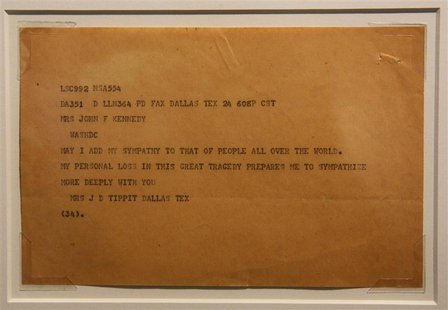 LSC992 NSA554
DA351 D LLN364 PD FAX DALLAS TEX 24 608P CST
MRS JOHN F KENNEDY
WASHDC
MAY I ADD MY SYMPATHY TO THAT OF PEOPLE ALL OVER THE WORLD.
MY PERSONAL LOSS IN THIS GREAT TRAGEDY PREPARES ME TO SYMPATHIZE
MORE DEEPLY WITH YOU
MRS J D TIPPIT DALLAS TEX
(34).